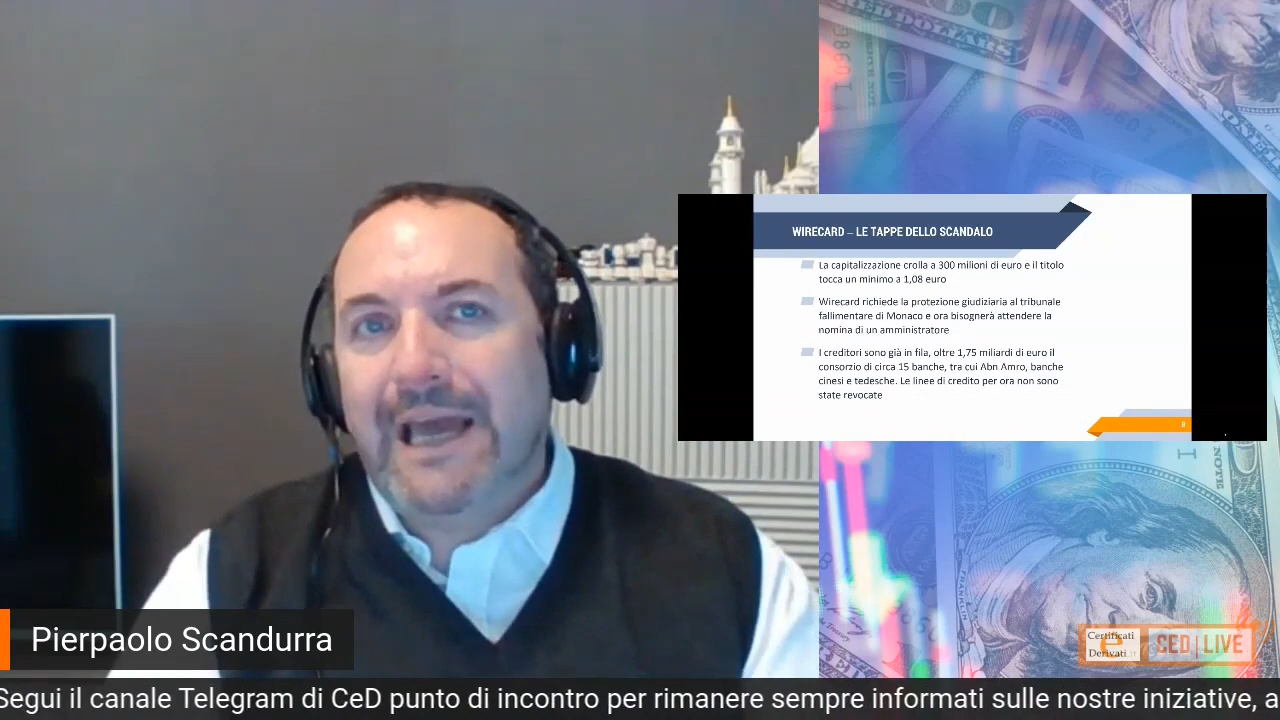 WIRECARD – LE TAPPE DELLO SCANDALO
La capitalizzazione crolla a 300 milioni di euro e il titolo
tocca un minimo a 1,08 euro
Wirecard richiede la protezione giudiziaria al tribunale
fallimentare di Monaco e ora bisognerà attendere la
nomina di un amministratore
I creditori sono già in fila, oltre 1,75 miliardi di euro il
consorzio di circa 15 banche, tra cui Abn Amro, banche
cinesi e tedesche. Le linee di credito per ora non sono
state revocate
Pierpaolo Scandurra
Certificati
Derivati
CED|LIVE
Segui il canale Telegram di CeD punto di incontro per rimanere sempre informati sulle nostre iniziative, a